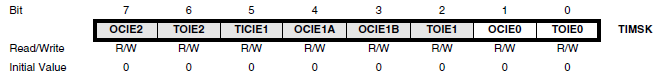 Bit 7 6 5 4 3 2 1 0
OCIE2 TOIE2 TICIE1 OCIE1A OCIE1B TOIE1 OCIE0 TOIE0 TIMSK
Read/Write R/W R/W R/W R/W R/W R/W R/W R/W
Initial Value 0 0 0 0 0 0 0 0